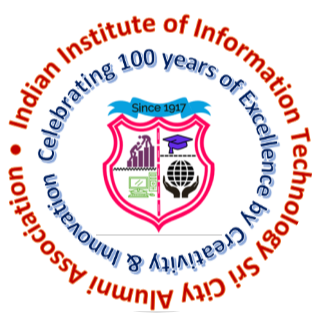 • Indian Institute of Information Technology Sri City Alumni Association
Celebrating 100 years of Excellence by Creativity & Innovation
Since 1917